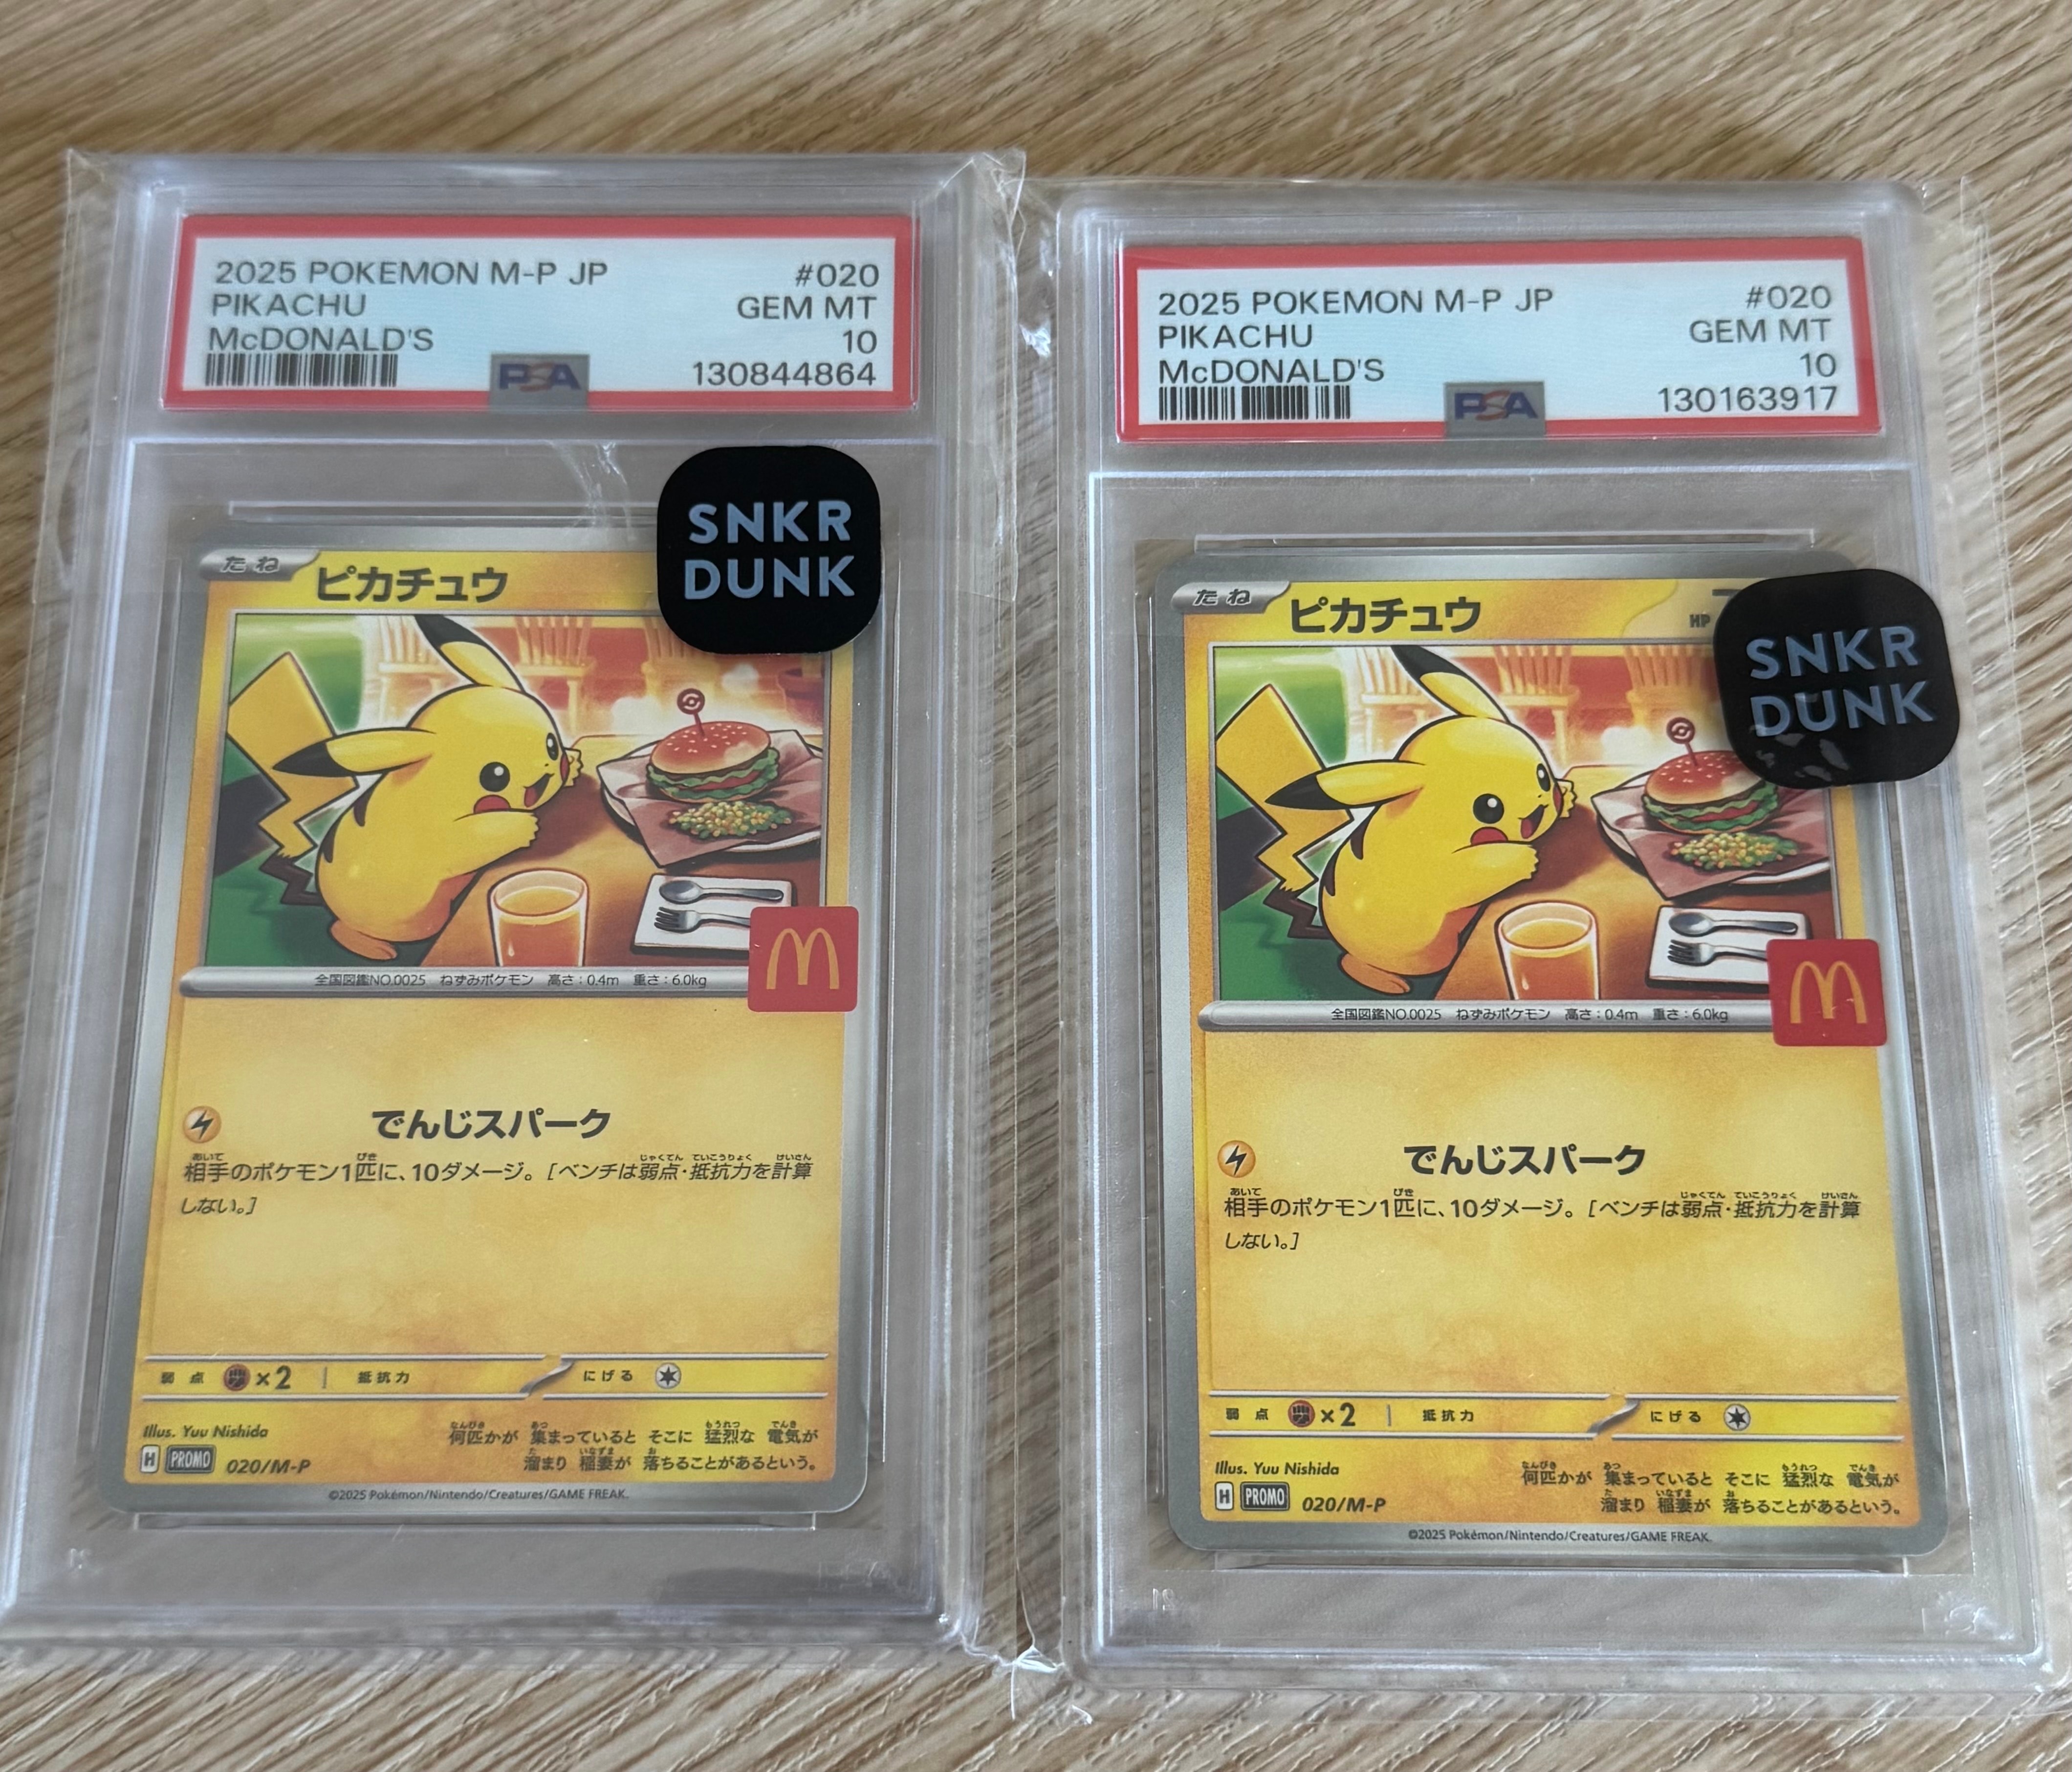 2025 POKEMON M-P JP #020
PIKACHU GEM MT
McDONALD'S 10
PSA 130844864
SNKR
DUNK
たね ピカチュウ
全国図鑑NO.0025 ねずみポケモン 高さ:0.4m 重さ:6.0kg
でんじスパーク
相手のポケモン1匹に、10ダメージ。[ベンチは弱点・抵抗力を計算
しない。]
弱点 ×2 抵抗力 にげる
Illus. Yuu Nishida
何匹かが 集まっていると そこに 猛烈な 電気が
溜まり 稲妻が 落ちることがあるという。
H PROMO 020/M-P
©2025 Pokémon/Nintendo/Creatures/GAME FREAK.
2025 POKEMON M-P JP #020
PIKACHU GEM MT
McDONALD'S 10
PSA 130163917
SNKR
DUNK
たね ピカチュウ HP
全国図鑑NO.0025 ねずみポケモン 高さ:0.4m 重さ:6.0kg
でんじスパーク
相手のポケモン1匹に、10ダメージ。[ベンチは弱点・抵抗力を計算
しない。]
弱点 ×2 抵抗力 にげる
Illus. Yuu Nishida
何匹かが 集まっていると そこに 猛烈な 電気が
溜まり 稲妻が 落ちることがあるという。
H PROMO 020/M-P
©2025 Pokémon/Nintendo/Creatures/GAME FREAK.